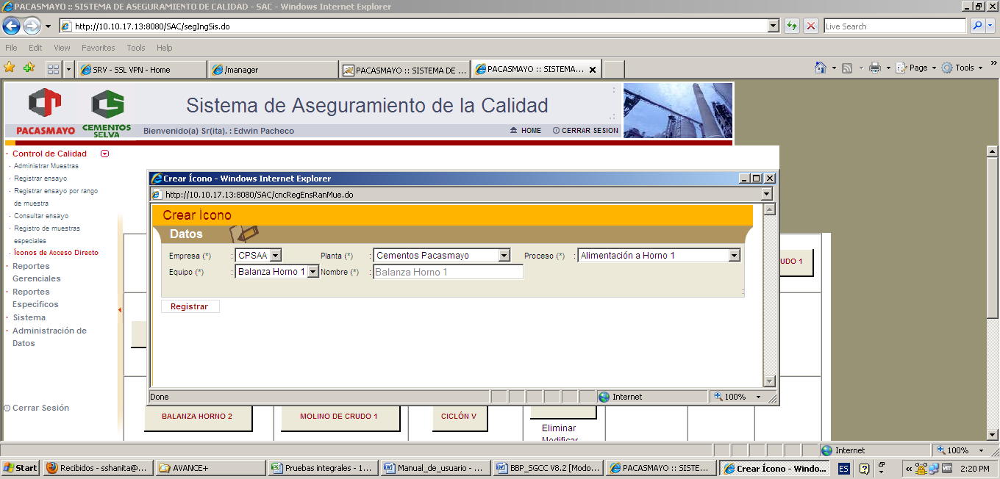 PACASMAYO :: SISTEMA DE ASEGURAMIENTO DE CALIDAD - SAC - Windows Internet Explorer
http://10.10.17.13:8080/SAC/segIngSis.do
Live Search
File Edit View Favorites Tools Help
SRV - SSL VPN - Home
/manager
PACASMAYO :: SISTEMA DE ...
PACASMAYO :: SISTEMA...
Page
Tools
PACASMAYO
CEMENTOS
SELVA
Sistema de Aseguramiento de la Calidad
Bienvenido(a) Sr(ita). : Edwin Pacheco
HOME
CERRAR SESION
Control de Calidad
Administrar Muestras
Registrar ensayo
Registrar ensayo por rango
de muestra
Consultar ensayo
Registro de muestras
especiales
Íconos de Acceso Directo
Reportes
Gerenciales
Reportes
Específicos
Sistema
Administración de
Datos
Cerrar Sesión
Crear Ícono - Windows Internet Explorer
http://10.10.17.13:8080/SAC/cncRegEnsRanMue.do
Crear Ícono
Datos
Empresa (*) : CPSAA Planta (*) : Cementos Pacasmayo Proceso (*) : Alimentación a Horno 1
Equipo (*) : Balanza Horno 1 Nombre (*) : Balanza Horno 1
:
Registrar
UDO 1
Done
Internet
100%
BALANZA HORNO 2
MOLINO DE CRUDO 1
CICLÓN V
Eliminar
Modificar
Internet
100%
Start
Recibidos - sshanita@...
AVANCE+
Pruebas integrales - 1...
Manual_de_usuario - ...
BBP_SGCC V8.2 [Modo...
PACASMAYO :: SISTE...
Crear Ícono - Windo...
ES
2:20 PM